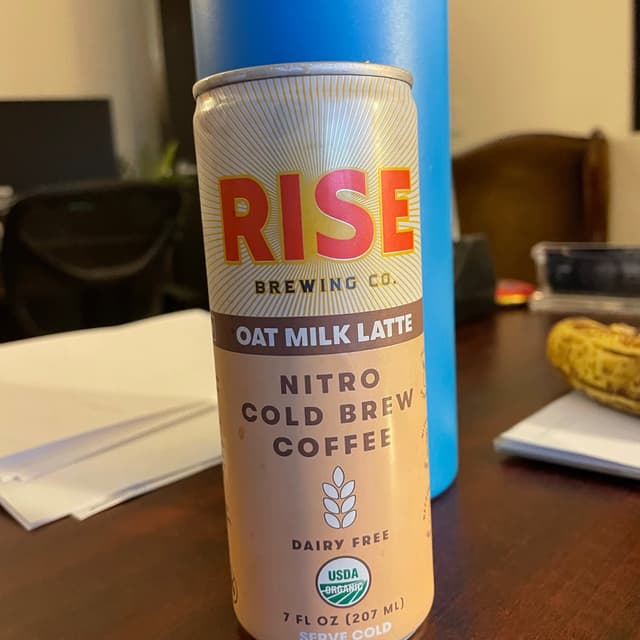 RISE
BREWING CO.
OAT MILK LATTE
NITRO
COLD BREW
COFFEE
DAIRY FREE
USDA
ORGANIC
7 FL OZ (207 ML)
SERVE COLD